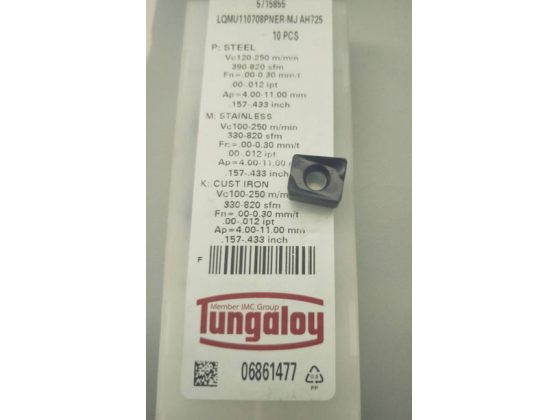 5715855
LQMU110708PNER-MJ AH725
10 PCS
P: STEEL
Vc120-250 m/min
390-820 sfm
Fn=.00-0.30 mm/t
.00-.012 ipt
Ap=4.00-11.00 mm
.157-.433 inch
M: STAINLESS
Vc100-250 m/min
330-820 sfm
Fn=.00-0.30 mm/t
.00-.012 ipt
Ap=4.00-11.00 mm
.157-.433 inch
K: CUST IRON
Vc100-250 m/min
330-820 sfm
Fn=.00-0.30 mm/t
.00-.012 ipt
Ap=4.00-11.00 mm
.157-.433 inch
F
Member IMC Group
Tungaloy
06861477
PP